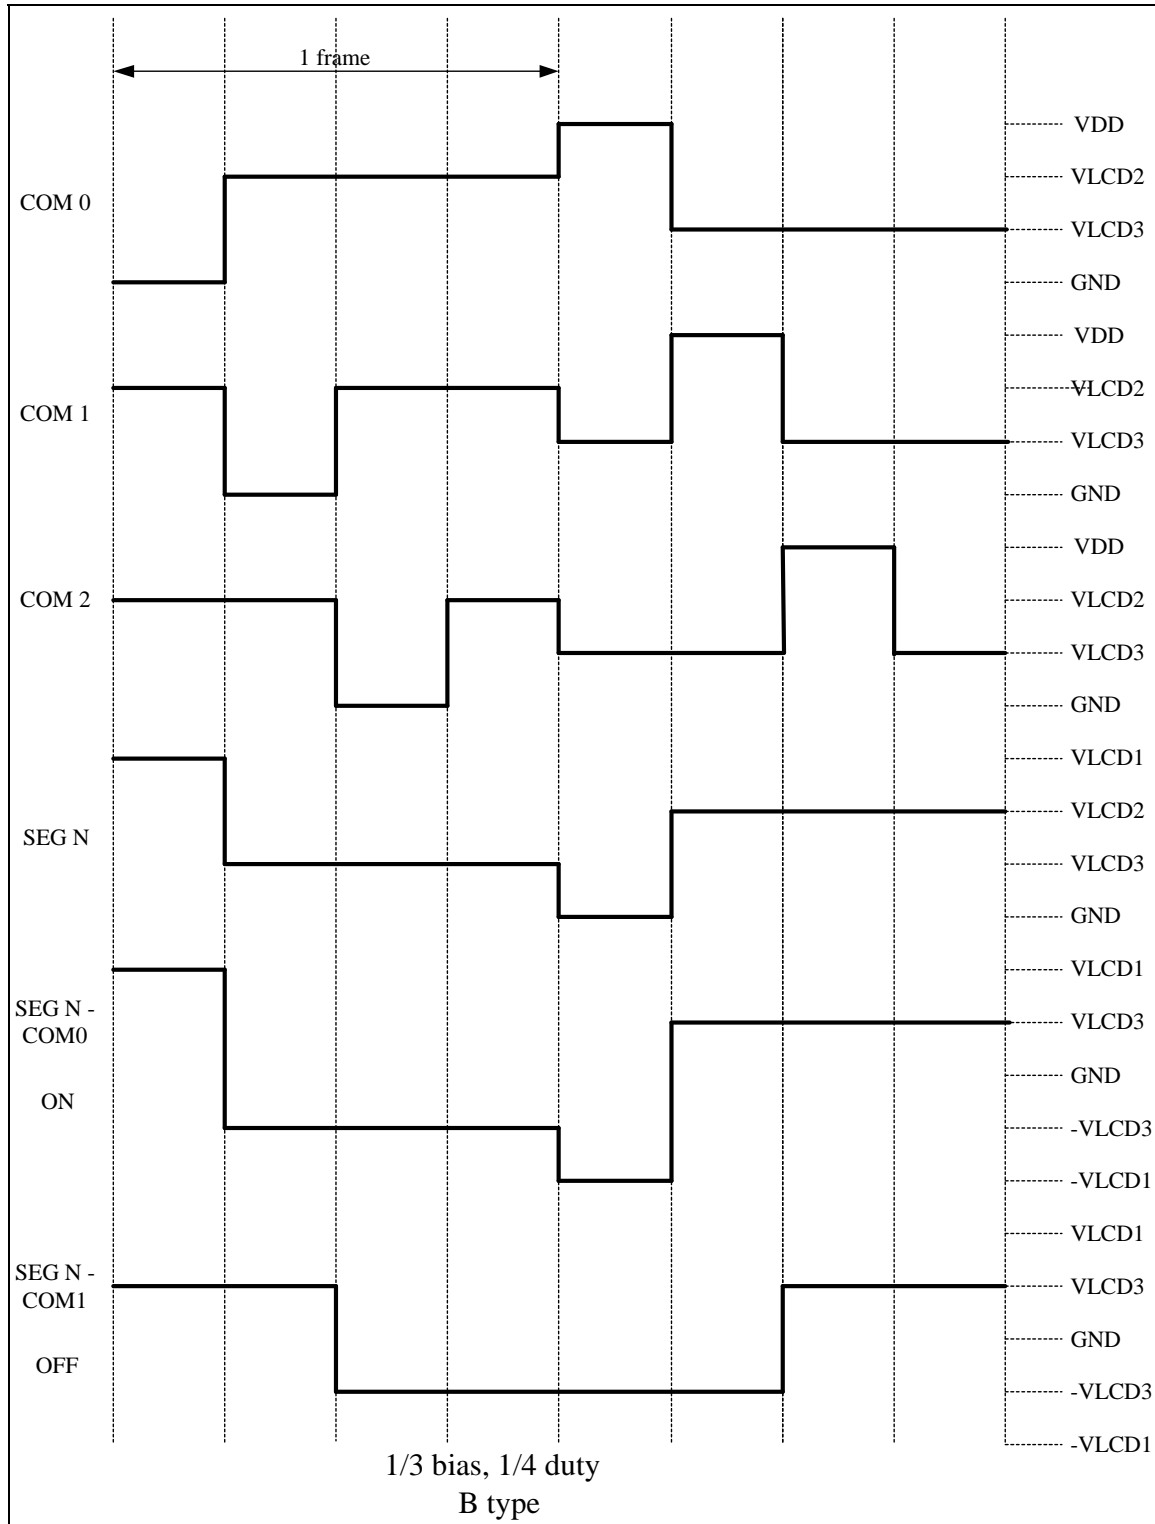 1 frame
VDD
VLCD2
COM 0
VLCD3
GND
VDD
VLCD2
COM 1
VLCD3
GND
VDD
COM 2
VLCD2
VLCD3
GND
VLCD1
VLCD2
SEG N
VLCD3
GND
VLCD1
SEG N -
COM0
VLCD3
GND
ON
-VLCD3
-VLCD1
VLCD1
SEG N -
COM1
VLCD3
GND
OFF
-VLCD3
-VLCD1
1/3 bias, 1/4 duty
B type